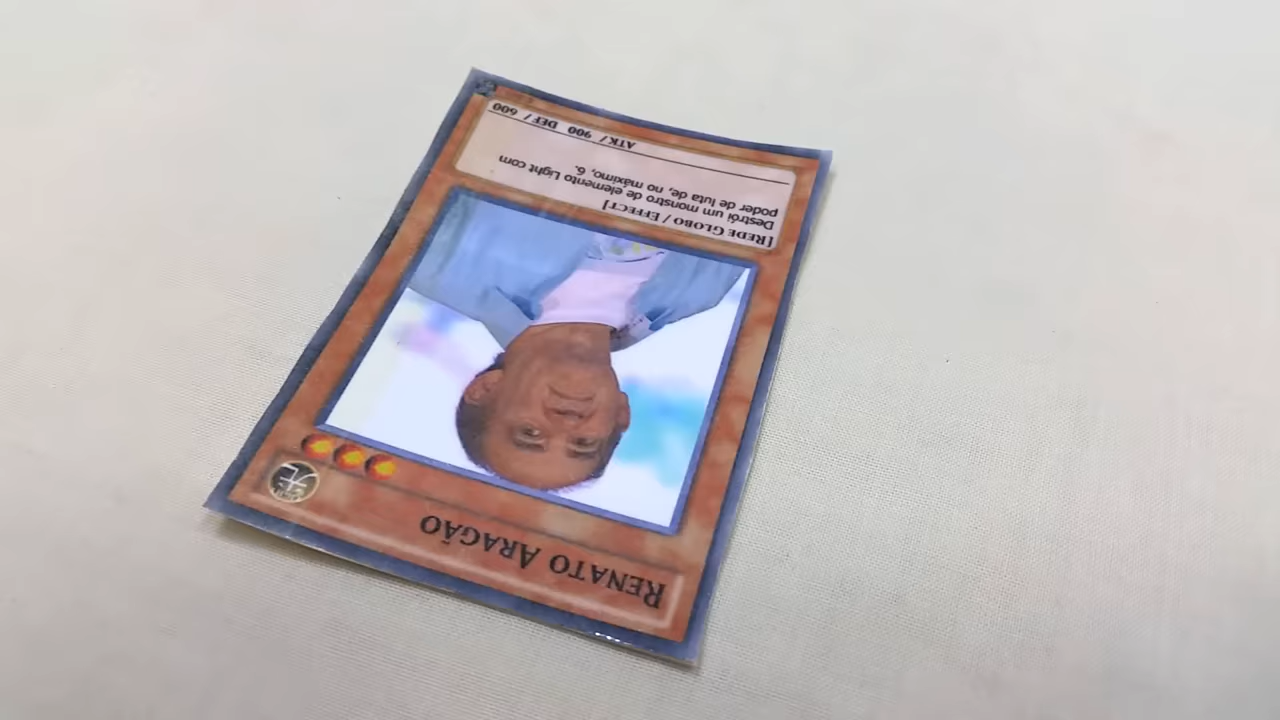 RENATO ARAGÃO
[REDE GLOBO / EFFECT]
Destrói um monstro de elemento Light com
poder de luta de, no máximo, 6.
ATK/ 900 DEF/ 600